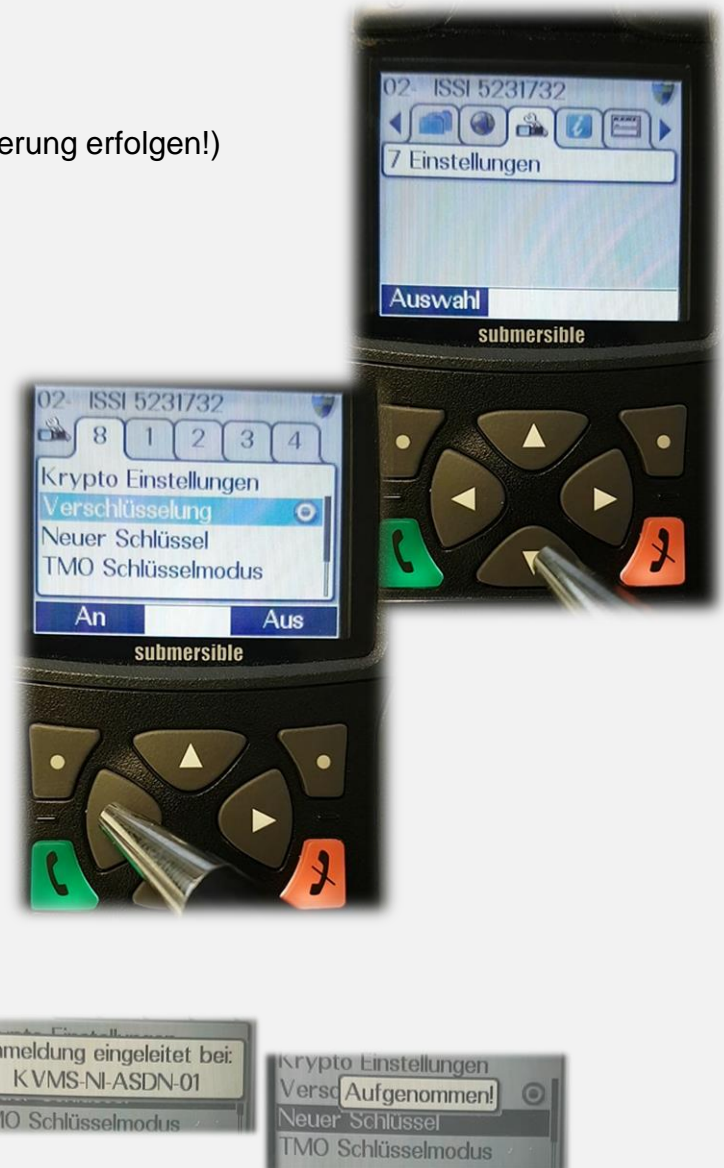 02- ISSI 5231732
erung erfolgen!)
7 Einstellungen
Auswahl
submersible
02- ISSI 5231732
8 1 2 3 4
Krypto Einstellungen
Verschlüsselung
Neuer Schlüssel
TMO Schlüsselmodus
An Aus
submersible
meldung eingeleitet bei:
KVMS-NI-ASDN-01
Schlüsselmodus
Krypto Einstellungen
Aufgenommen!
Neuer Schlüssel
TMO Schlüsselmodus